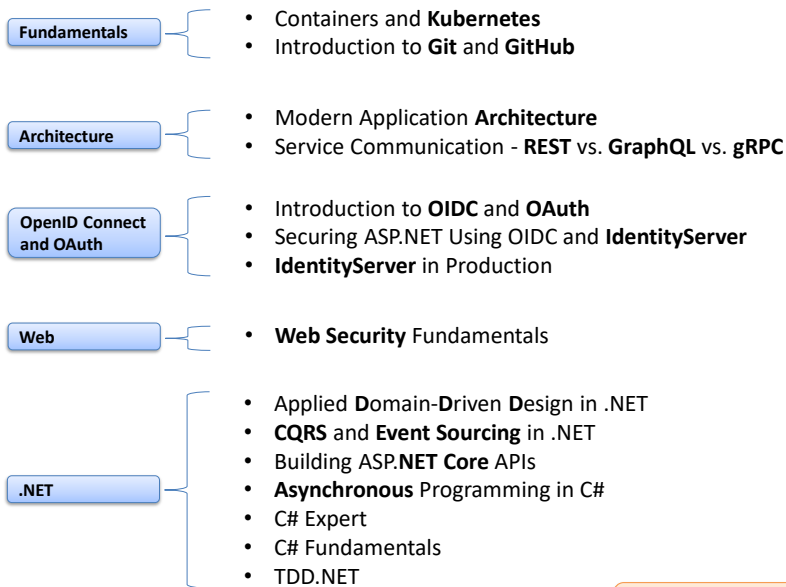 Fundamentals
• Containers and Kubernetes
• Introduction to Git and GitHub
Architecture
• Modern Application Architecture
• Service Communication - REST vs. GraphQL vs. gRPC
OpenID Connect
and OAuth
• Introduction to OIDC and OAuth
• Securing ASP.NET Using OIDC and IdentityServer
• IdentityServer in Production
Web
• Web Security Fundamentals
.NET
• Applied Domain-Driven Design in .NET
• CQRS and Event Sourcing in .NET
• Building ASP.NET Core APIs
• Asynchronous Programming in C#
• C# Expert
• C# Fundamentals
• TDD.NET